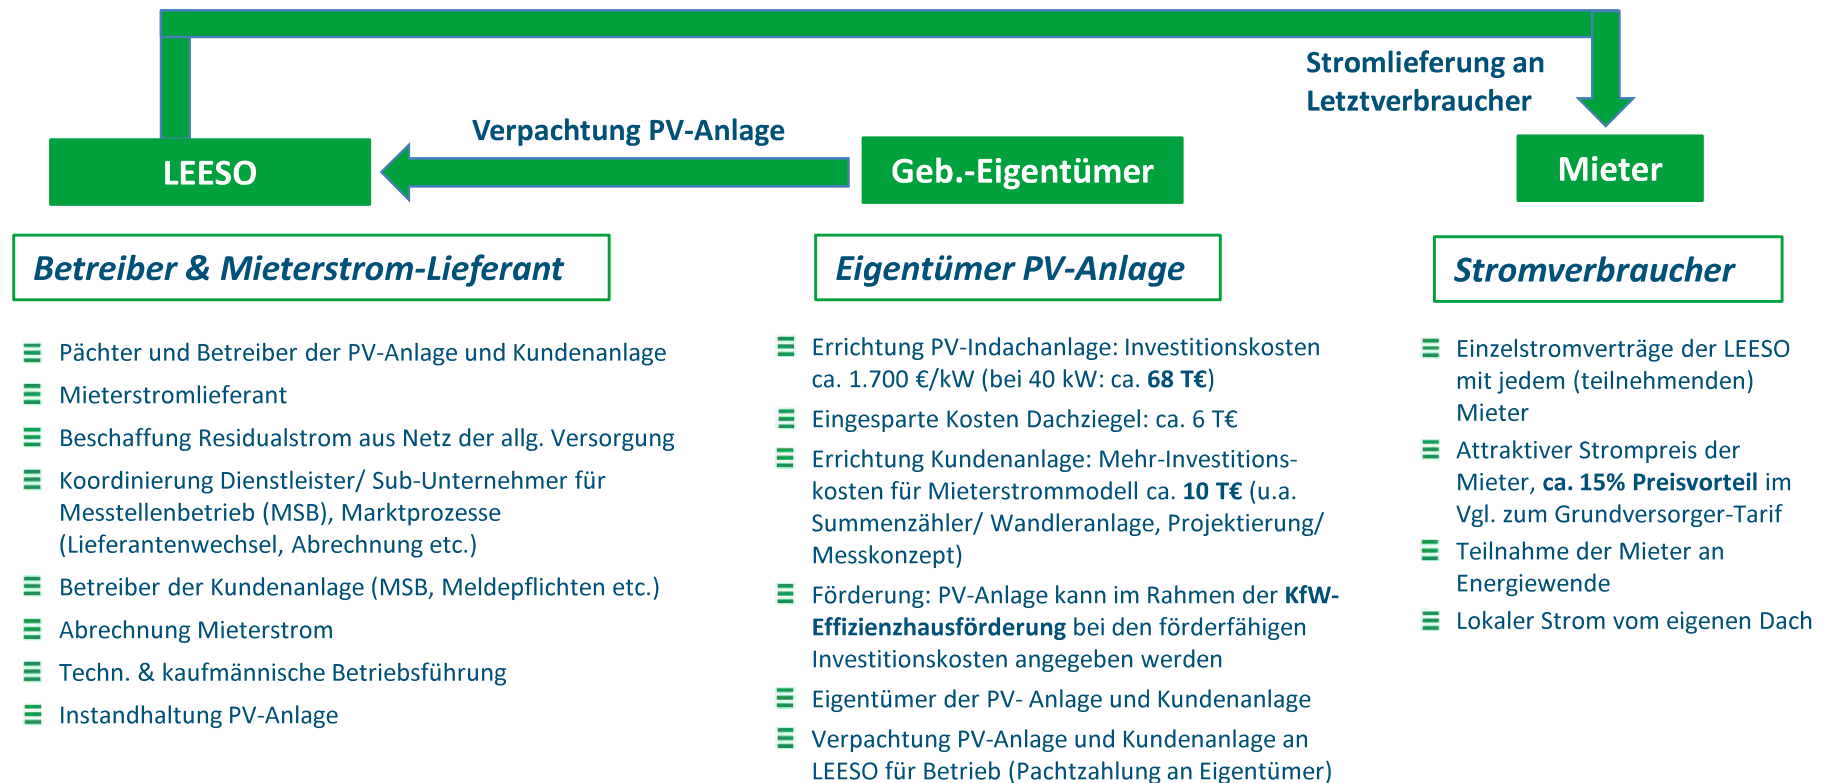 Stromlieferung an
Letztverbraucher
Verpachtung PV-Anlage
LEESO
Geb.-Eigentümer
Mieter
Betreiber & Mieterstrom-Lieferant
Pächter und Betreiber der PV-Anlage und Kundenanlage
Mieterstromlieferant
Beschaffung Residualstrom aus Netz der allg. Versorgung
Koordinierung Dienstleister/ Sub-Unternehmer für
Messtellenbetrieb (MSB), Marktprozesse
(Lieferantenwechsel, Abrechnung etc.)
Betreiber der Kundenanlage (MSB, Meldepflichten etc.)
Abrechnung Mieterstrom
Techn. & kaufmännische Betriebsführung
Instandhaltung PV-Anlage
Eigentümer PV-Anlage
Errichtung PV-Indachanlage: Investitionskosten
ca. 1.700 €/kW (bei 40 kW: ca. 68 T€)
Eingesparte Kosten Dachziegel: ca. 6 T€
Errichtung Kundenanlage: Mehr-Investitions-
kosten für Mieterstrommodell ca. 10 T€ (u.a.
Summenzähler/ Wandleranlage, Projektierung/
Messkonzept)
Förderung: PV-Anlage kann im Rahmen der KfW-
Effizienzhausförderung bei den förderfähigen
Investitionskosten angegeben werden
Eigentümer der PV- Anlage und Kundenanlage
Verpachtung PV-Anlage und Kundenanlage an
LEESO für Betrieb (Pachtzahlung an Eigentümer)
Stromverbraucher
Einzelstromverträge der LEESO
mit jedem (teilnehmenden)
Mieter
Attraktiver Strompreis der
Mieter, ca. 15% Preisvorteil im
Vgl. zum Grundversorger-Tarif
Teilnahme der Mieter an
Energiewende
Lokaler Strom vom eigenen Dach